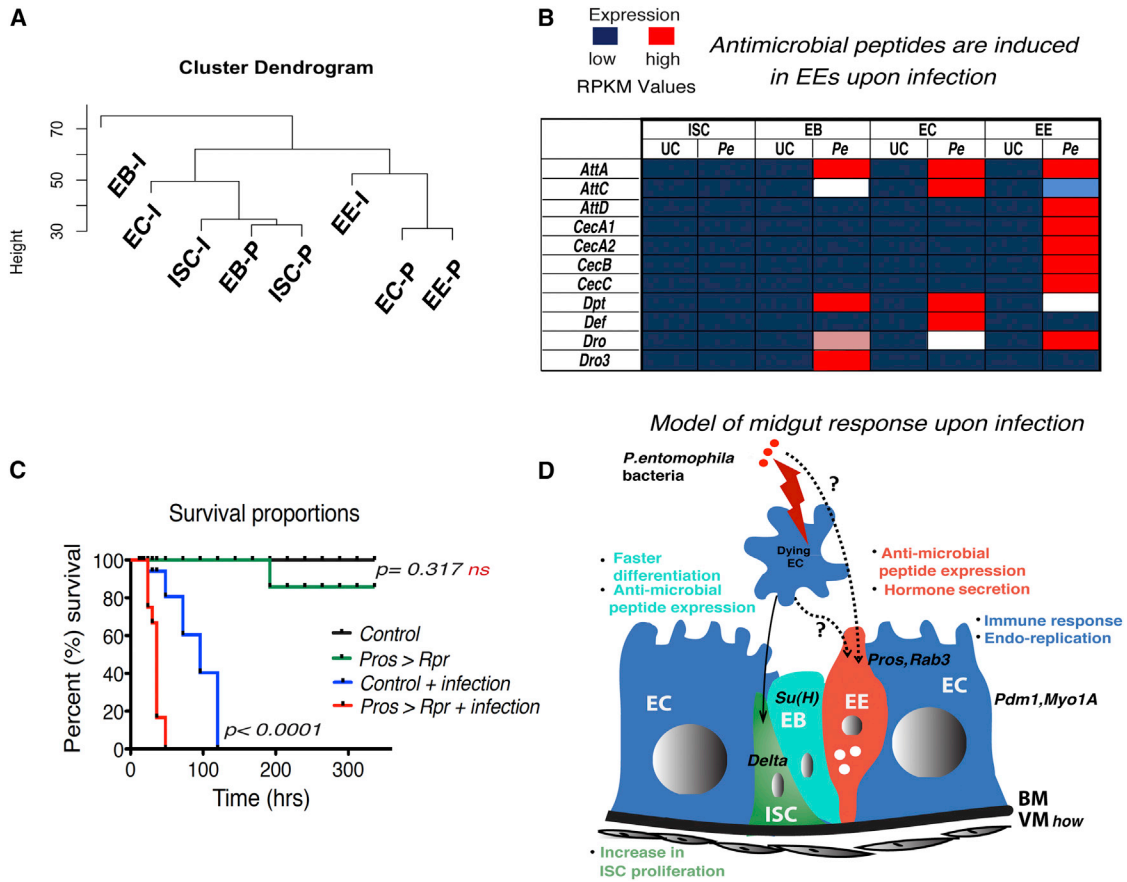 A
Cluster Dendrogram
Height
70
50
30
EB-I
EC-I
ISC-I
EB-P
ISC-P
EE-I
EC-P
EE-P
B
Expression
low high
RPKM Values
Antimicrobial peptides are induced
in EEs upon infection
ISC EB EC EE
UC Pe UC Pe UC Pe UC Pe
AttA
AttC
AttD
CecA1
CecA2
CecB
CecC
Dpt
Def
Dro
Dro3
C
Survival proportions
Percent (%) survival
100
80
60
40
20
0
0 100 200 300
Time (hrs)
p= 0.317 ns
Control
Pros > Rpr
Control + infection
Pros > Rpr + infection
p< 0.0001
Model of midgut response upon infection
D
P.entomophila
bacteria
?
Dying
EC
• Faster
differentiation
• Anti-microbial
peptide expression
• Anti-microbial
peptide expression
• Hormone secretion
?
• Immune response
• Endo-replication
Pros,Rab3
EC
Su(H)
EB
EE
EC
Pdm1,Myo1A
Delta
ISC
BM
VM how
• Increase in
ISC proliferation